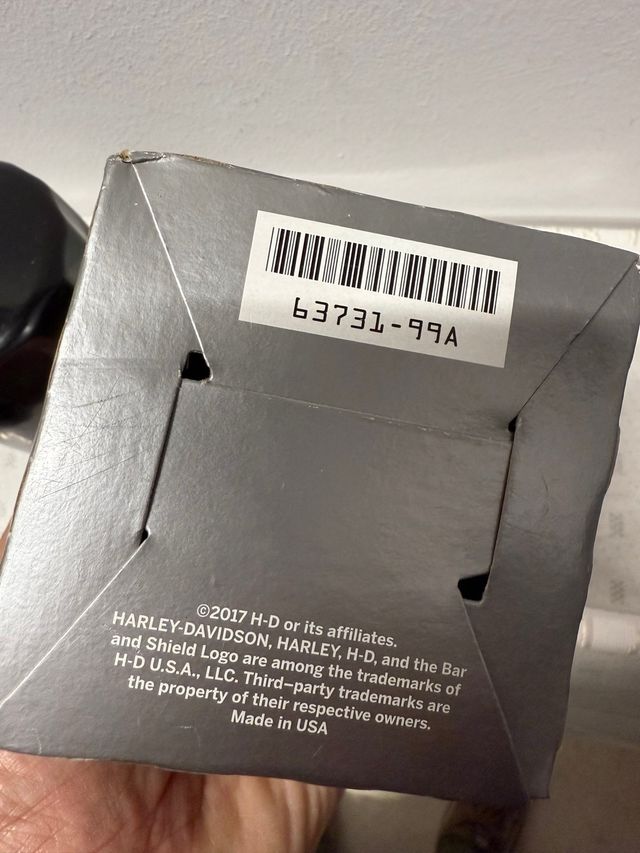 63731-99A
©2017 H-D or its affiliates.
HARLEY-DAVIDSON, HARLEY, H-D, and the Bar
and Shield Logo are among the trademarks of
H-D U.S.A., LLC. Third-party trademarks are
the property of their respective owners.
Made in USA